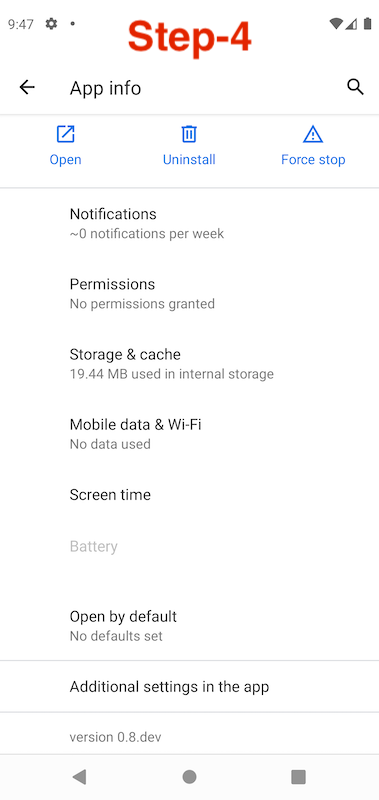 9:47
Step-4
App info
Open
Uninstall
Force stop
Notifications
~0 notifications per week
Permissions
No permissions granted
Storage & cache
19.44 MB used in internal storage
Mobile data & Wi-Fi
No data used
Screen time
Battery
Open by default
No defaults set
Additional settings in the app
version 0.8.dev